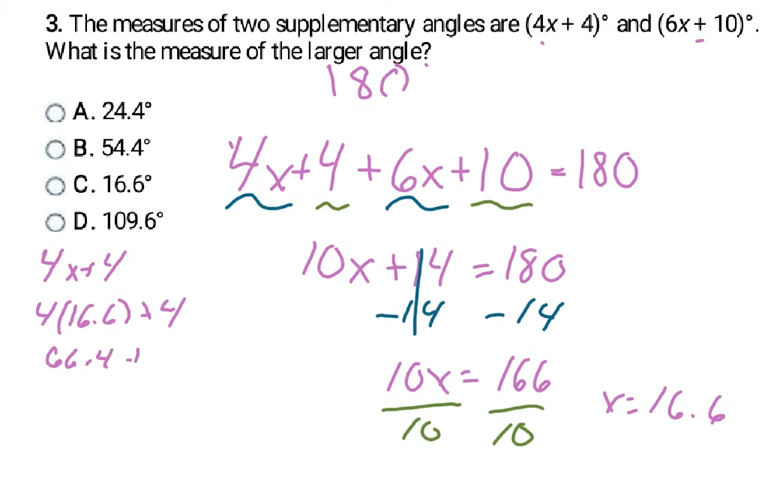 3. The measures of two supplementary angles are (4x + 4)° and (6x + 10)°.
What is the measure of the larger angle?
180
A. 24.4°
B. 54.4°
C. 16.6°
D. 109.6°
4x+4+6x+10=180
10x+14=180
-14 -14
10x=166
10 10
x=16.6
4x+4
4(16.6)+4
66.4 +